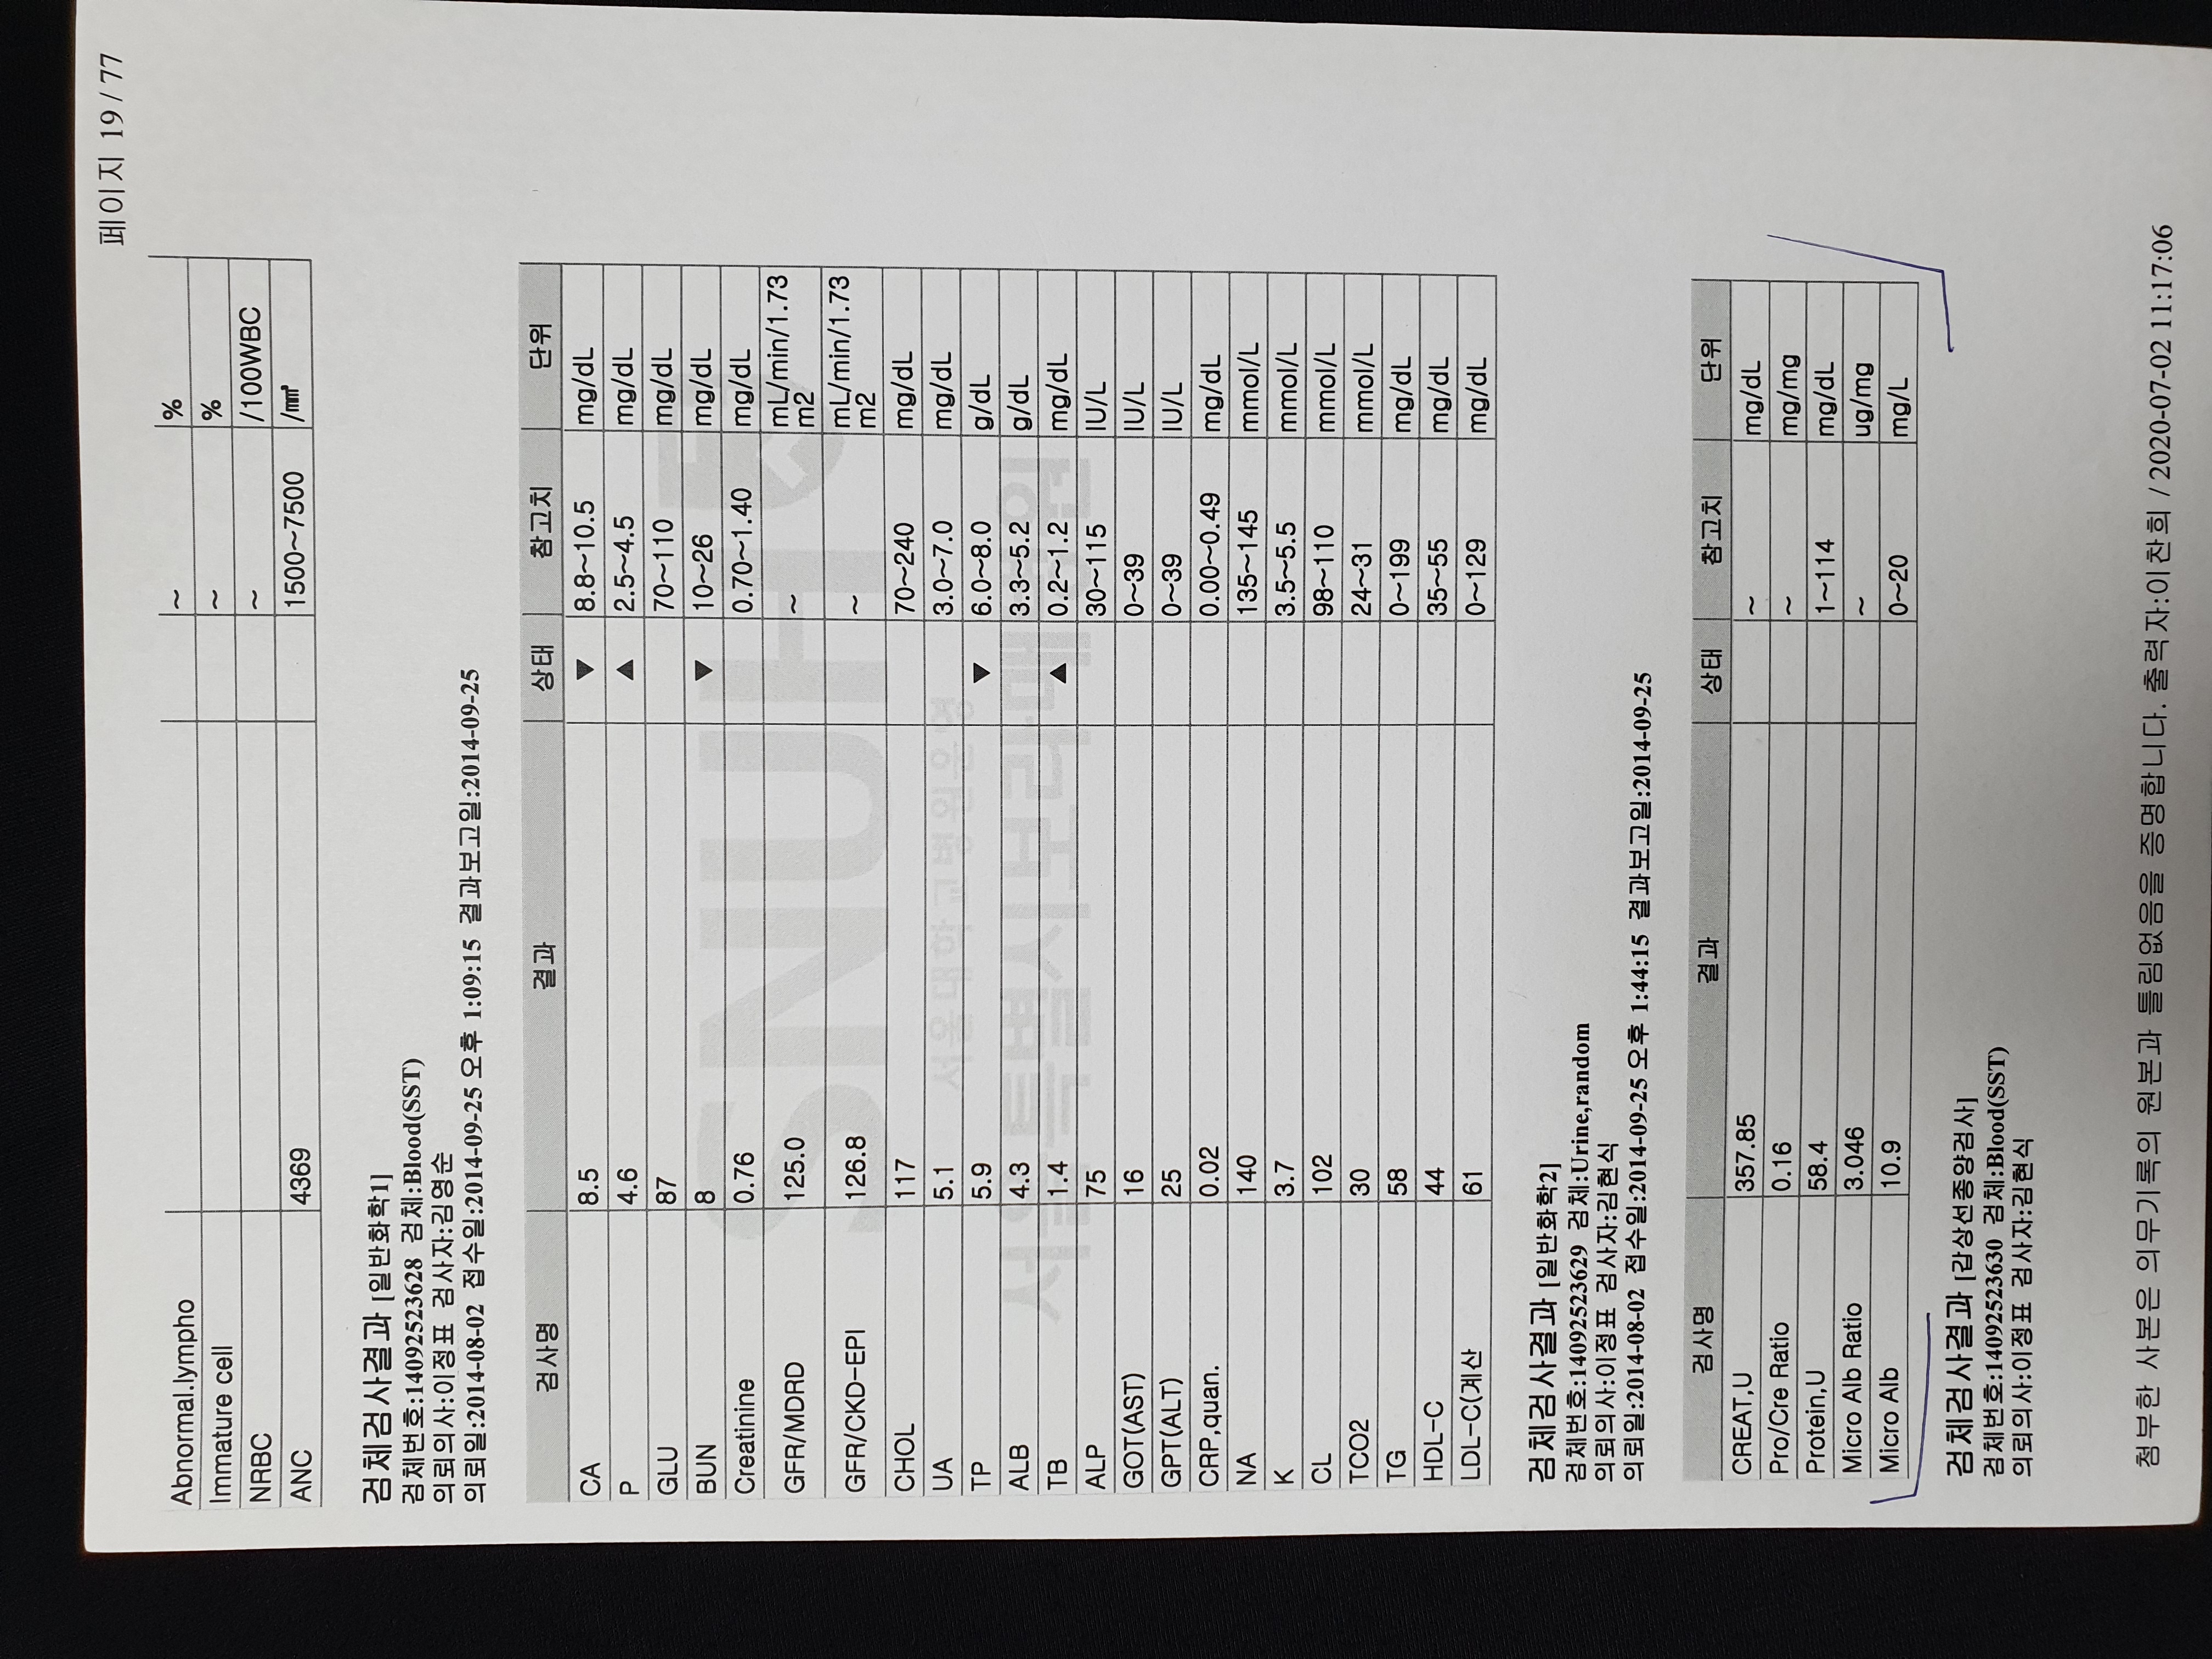 페이지 19 / 77
Abnormal.lympho ~ %
Immature cell ~ %
NRBC ~ /100WBC
ANC 4369 1500~7500 /㎣
검체검사결과 [일반화학1]
검체번호:14092523628 검체:Blood(SST)
의뢰의사:이정표 검사자:김영순
의뢰일:2014-08-02 접수일:2014-09-25 오후 1:09:15 결과보고일:2014-09-25
검사명 결과 상태 참고치 단위
CA 8.5 ▼ 8.8~10.5 mg/dL
P 4.6 ▲ 2.5~4.5 mg/dL
GLU 87 70~110 mg/dL
BUN 8 ▼ 10~26 mg/dL
Creatinine 0.76 0.70~1.40 mg/dL
GFR/MDRD 125.0 ~ mL/min/1.73
m2
GFR/CKD-EPI 126.8 ~ mL/min/1.73
m2
CHOL 117 70~240 mg/dL
UA 5.1 3.0~7.0 mg/dL
TP 5.9 ▼ 6.0~8.0 g/dL
ALB 4.3 3.3~5.2 g/dL
TB 1.4 ▲ 0.2~1.2 mg/dL
ALP 75 30~115 IU/L
GOT(AST) 16 0~39 IU/L
GPT(ALT) 25 0~39 IU/L
CRP,quan. 0.02 0.00~0.49 mg/dL
NA 140 135~145 mmol/L
K 3.7 3.5~5.5 mmol/L
CL 102 98~110 mmol/L
TCO2 30 24~31 mmol/L
TG 58 0~199 mg/dL
HDL-C 44 35~55 mg/dL
LDL-C(계산 61 0~129 mg/dL
SNUH
서울대학교병원운영
서울특별시보라매병원
검체검사결과 [일반화학2]
검체번호:14092523629 검체:Urine,random
의뢰의사:이정표 검사자:김현식
의뢰일:2014-08-02 접수일:2014-09-25 오후 1:44:15 결과보고일:2014-09-25
검사명 결과 상태 참고치 단위
CREAT,U 357.85 ~ mg/dL
Pro/Cre Ratio 0.16 ~ mg/mg
Protein,U 58.4 1~114 mg/dL
Micro Alb Ratio 3.046 ~ ug/mg
Micro Alb 10.9 0~20 mg/L
검체검사결과 [갑상선종양검사]
검체번호:14092523630 검체:Blood(SST)
의뢰의사:이정표 검사자:김현식
첨부한 사본은 의무기록의 원본과 틀림없음을 증명합니다. 출력자:이찬희 / 2020-07-02 11:17:06